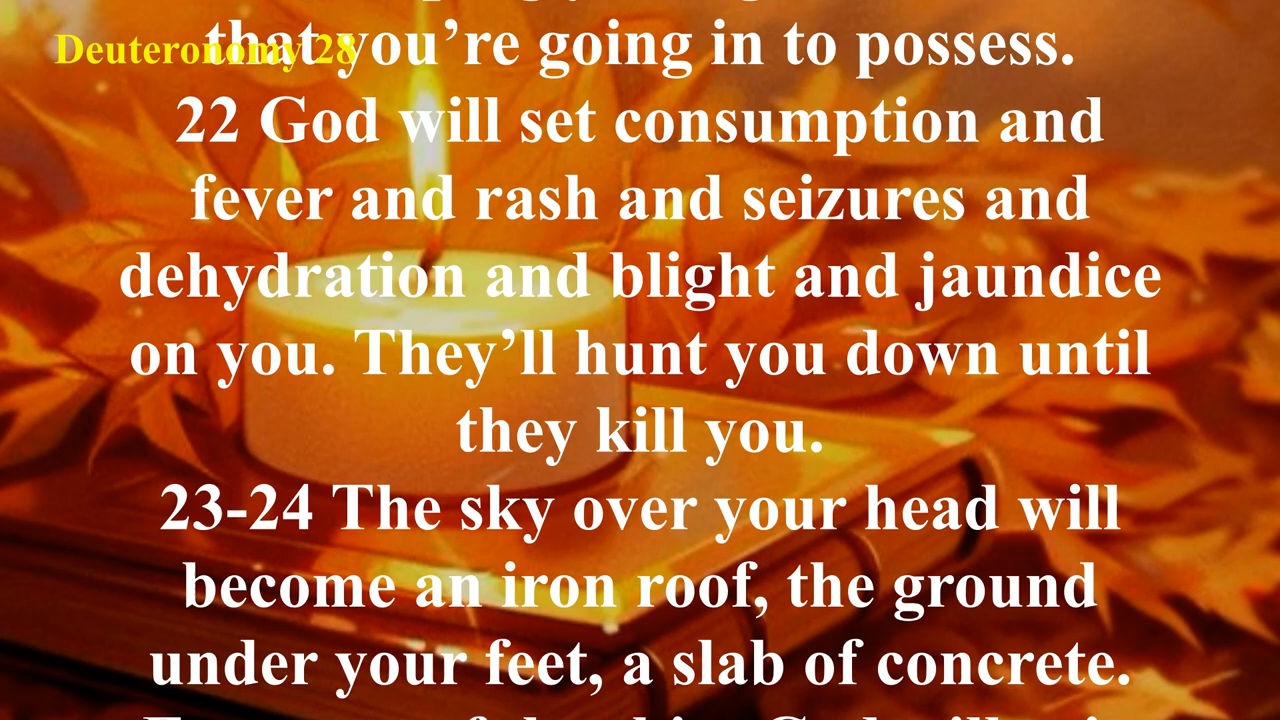 Deuteronomy 28
that you’re going in to possess.
22 God will set consumption and
fever and rash and seizures and
dehydration and blight and jaundice
on you. They’ll hunt you down until
they kill you.
23-24 The sky over your head will
become an iron roof, the ground
under your feet, a slab of concrete.